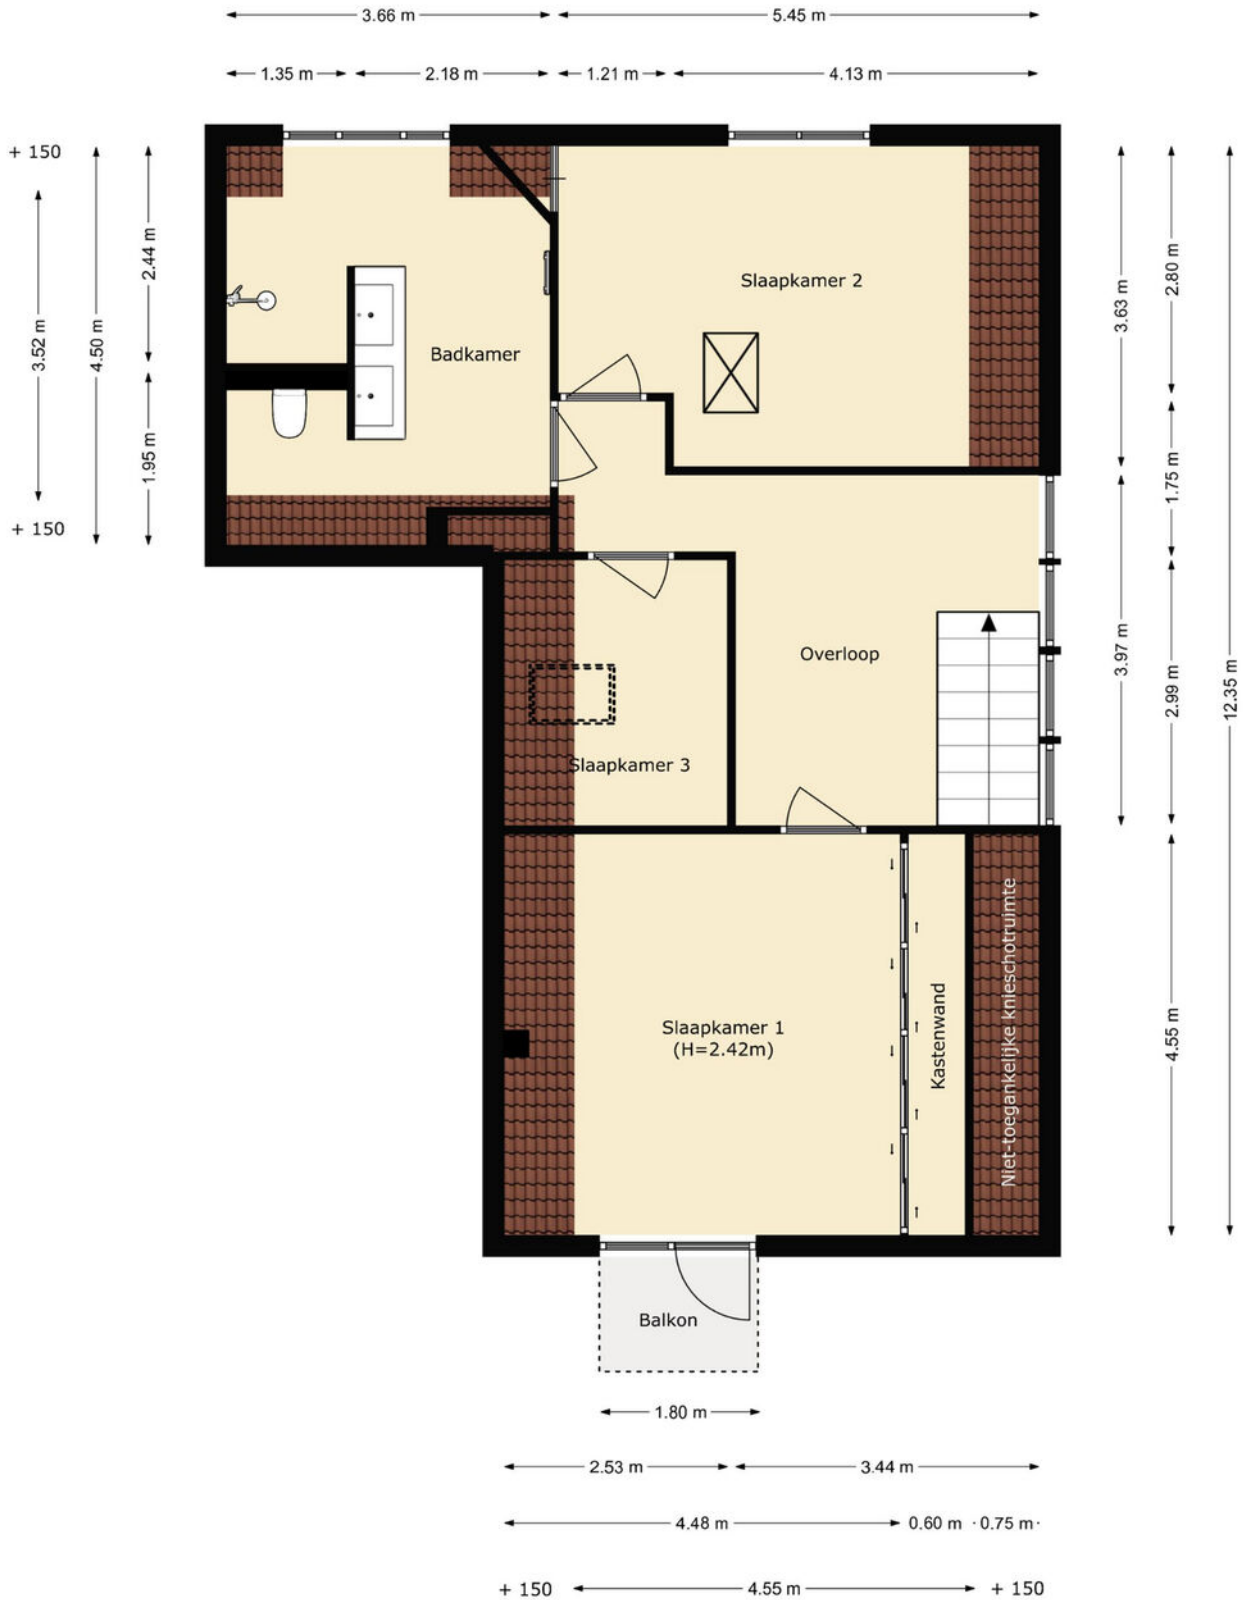 3.66 m
5.45 m
1.35 m
2.18 m
1.21 m
4.13 m
+ 150
3.52 m
4.50 m
2.44 m
1.95 m
+ 150
Slaapkamer 2
Badkamer
3.63 m
2.80 m
1.75 m
3.97 m
2.99 m
12.35 m
Overloop
Slaapkamer 3
Slaapkamer 1
(H=2.42m)
Kastenwand
Niet-toegankelijke knieschotruimte
4.55 m
Balkon
1.80 m
2.53 m
3.44 m
4.48 m
0.60 m
0.75 m
+ 150
4.55 m
+ 150